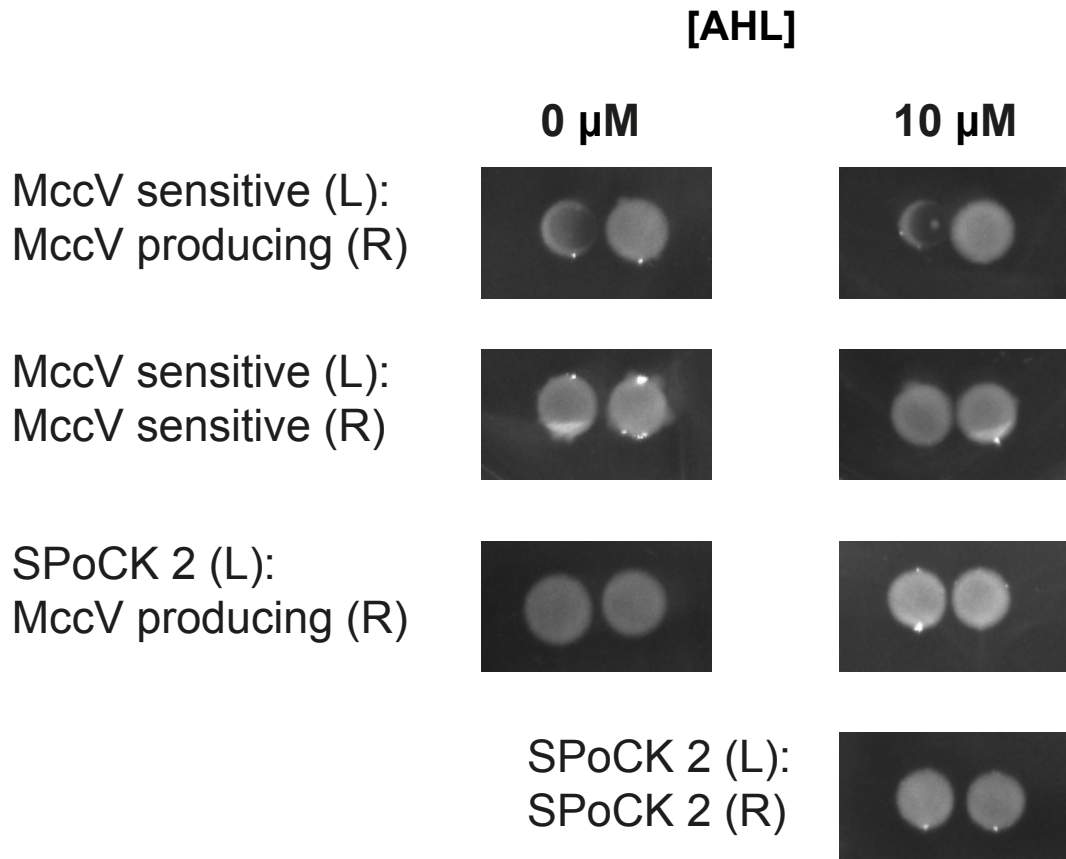 [AHL]
0 µM
10 µM
MccV sensitive (L):
MccV producing (R)
MccV sensitive (L):
MccV sensitive (R)
SPoCK 2 (L):
MccV producing (R)
SPoCK 2 (L):
SPoCK 2 (R)